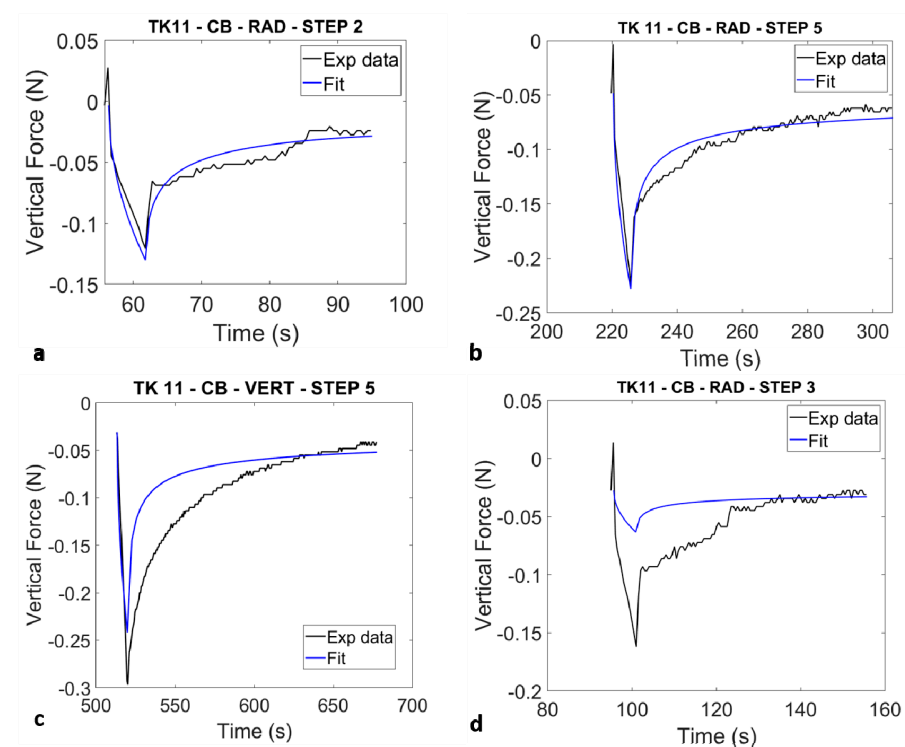 TK11 - CB - RAD - STEP 2
0.05
0
-0.05
-0.1
-0.15
Vertical Force (N)
Exp data
Fit
60
70
80
90
100
Time (s)
a
TK 11 - CB - RAD - STEP 5
0
-0.05
-0.1
-0.15
-0.2
-0.25
Vertical Force (N)
Exp data
Fit
200
220
240
260
280
300
Time (s)
b
TK 11 - CB - VERT - STEP 5
0
-0.05
-0.1
-0.15
-0.2
-0.25
-0.3
Vertical Force (N)
Exp data
Fit
500
550
600
650
700
Time (s)
c
TK11 - CB - RAD - STEP 3
0.05
0
-0.05
-0.1
-0.15
-0.2
Vertical Force (N)
Exp data
Fit
80
100
120
140
160
Time (s)
d